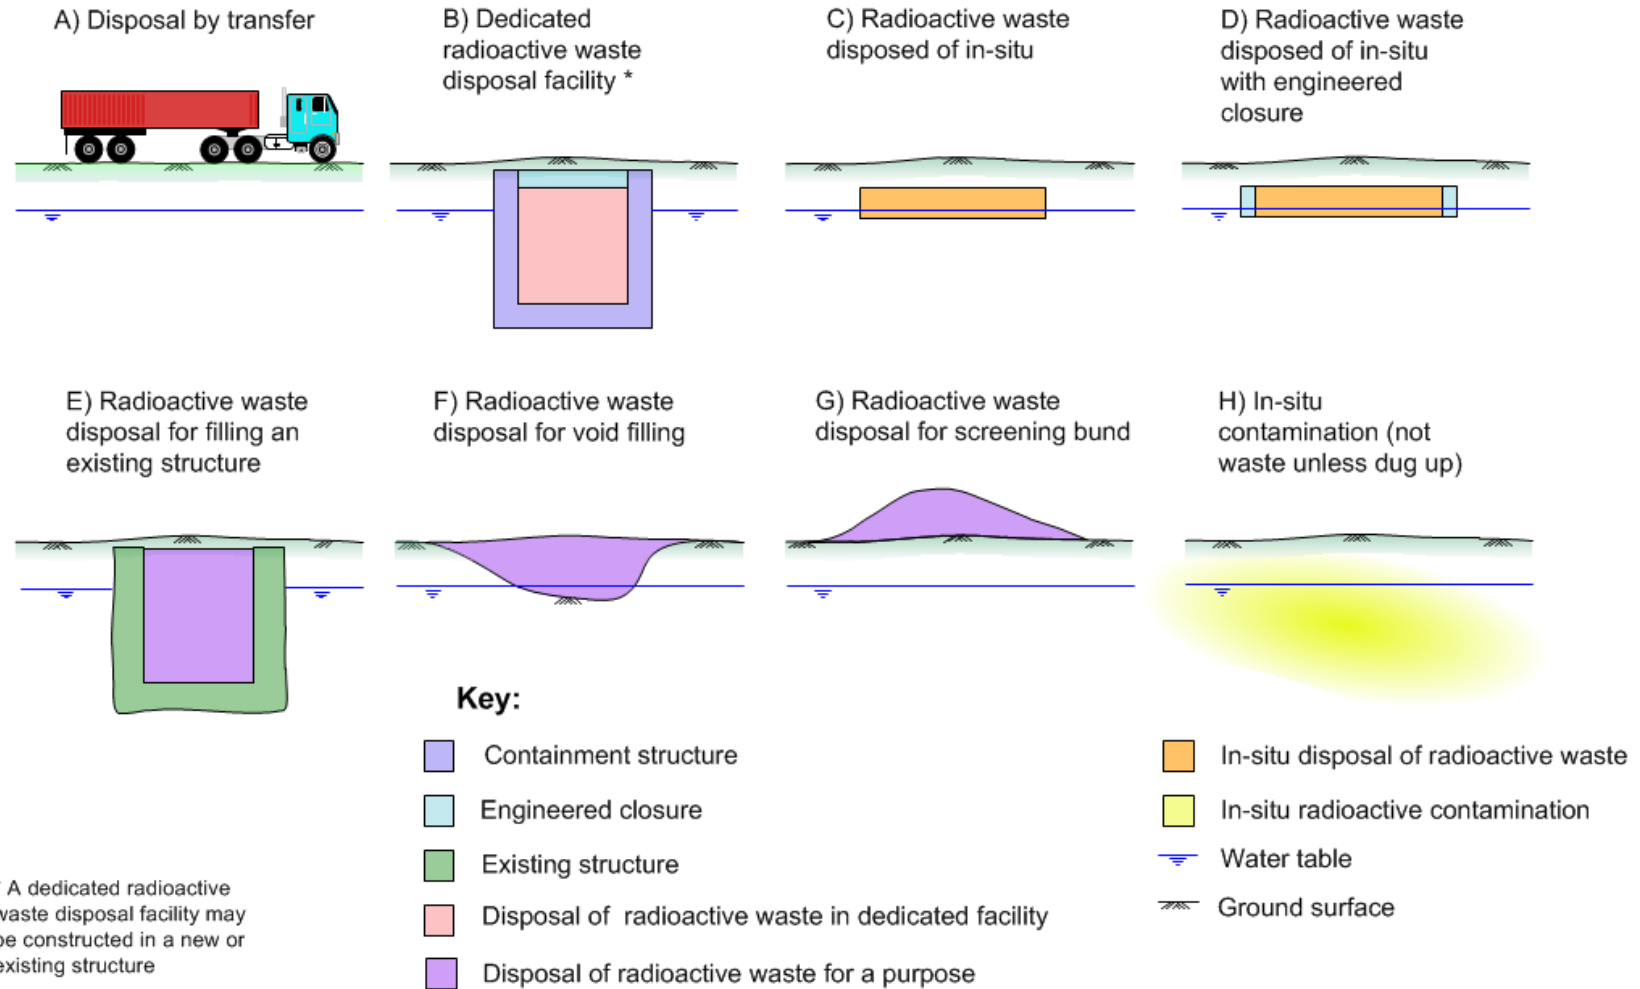 A) Disposal by transfer
B) Dedicated
radioactive waste
disposal facility *
C) Radioactive waste
disposed of in-situ
D) Radioactive waste
disposed of in-situ
with engineered
closure
E) Radioactive waste
disposal for filling an
existing structure
F) Radioactive waste
disposal for void filling
G) Radioactive waste
disposal for screening bund
H) In-situ
contamination (not
waste unless dug up)
Key:
Containment structure
Engineered closure
Existing structure
Disposal of radioactive waste in dedicated facility
Disposal of radioactive waste for a purpose
In-situ disposal of radioactive waste
In-situ radioactive contamination
Water table
Ground surface
* A dedicated radioactive
waste disposal facility may
be constructed in a new or
existing structure